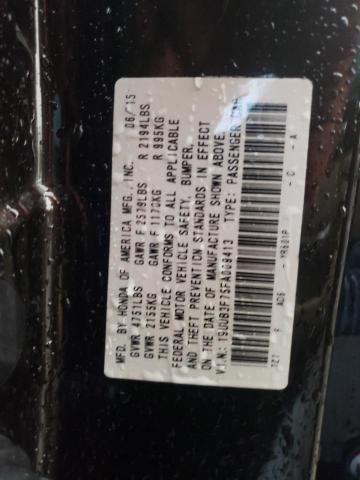 MFD. BY HONDA OF AMERICA MFG., INC. 06/15
GVWR 4751LBS GAWR F 2579LBS R 2194LBS
GVWR 2155KG GAWR F 1170KG R 995KG
THIS VEHICLE CONFORMS TO ALL APPLICABLE
FEDERAL MOTOR VEHICLE SAFETY, BUMPER,
AND THEFT PREVENTION STANDARDS IN EFFECT
ON THE DATE OF MANUFACTURE SHOWN ABOVE.
V.I.N.: TYPE: PASSENGER CAR
YR601P - C - A